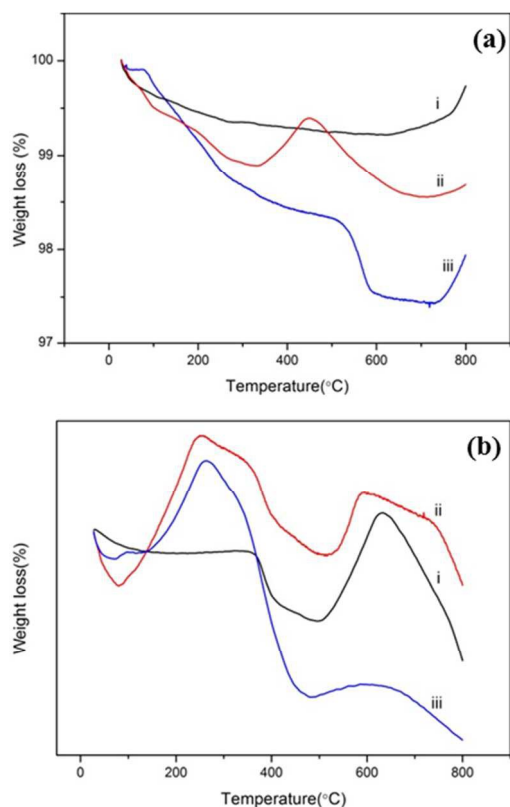 (a)
100
i
99
ii
Weight loss (%)
98
iii
97
0 200 400 600 800
Temperature(°C)
(b)
ii
i
Weight loss(%)
iii
0 200 400 600 800
Temperature(°C)